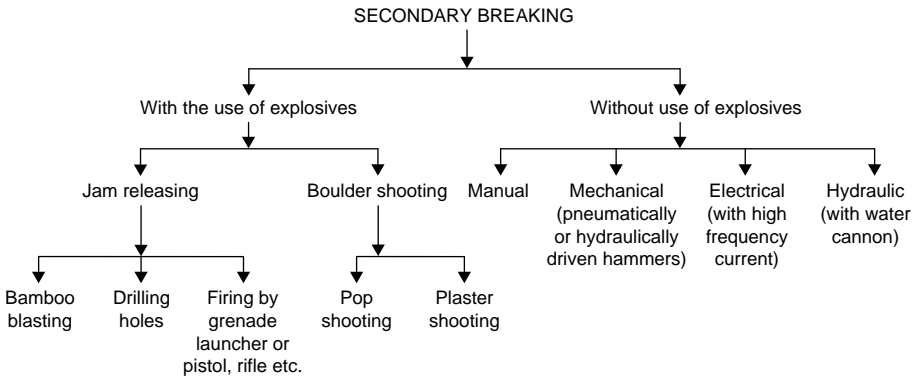 SECONDARY BREAKING
With the use of explosives
Without use of explosives
Jam releasing
Boulder shooting
Manual
Mechanical
(pneumatically
or hydraulically
driven hammers)
Electrical
(with high
frequency
current)
Hydraulic
(with water
cannon)
Bamboo
blasting
Drilling
holes
Firing by
grenade
launcher or
pistol, rifle etc.
Pop
shooting
Plaster
shooting